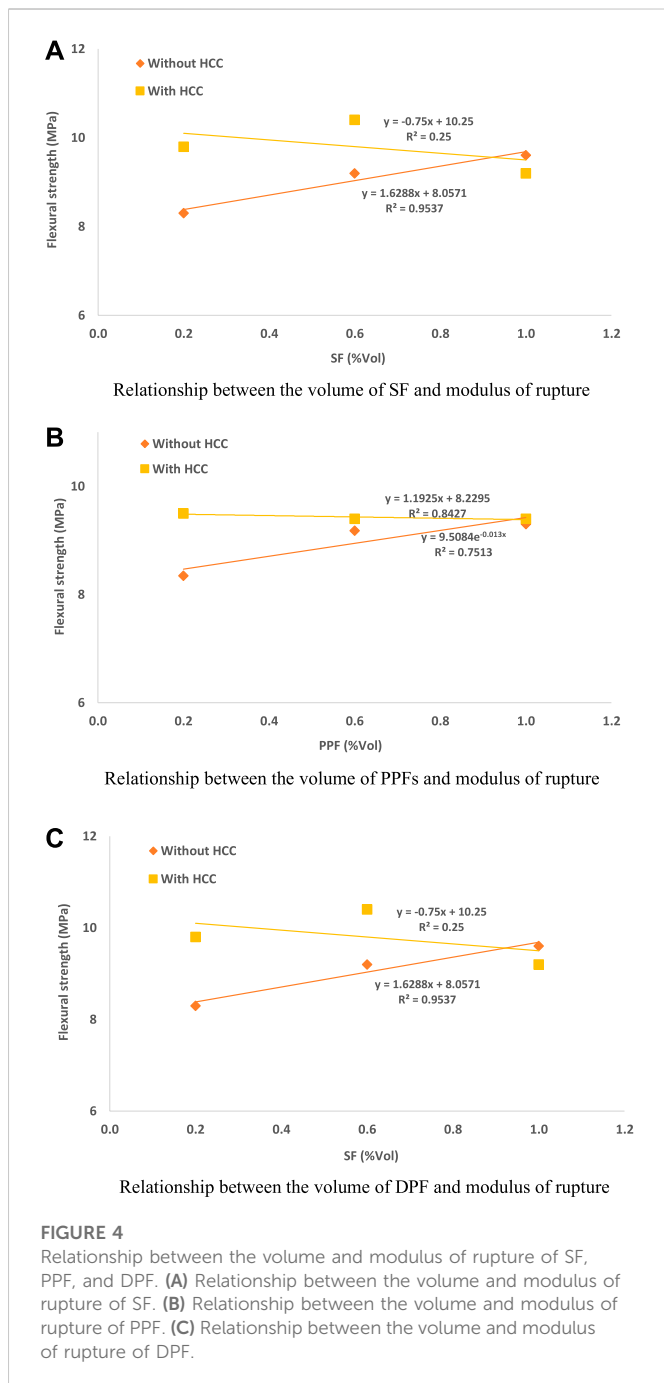 A
12
10
8
6
Flexural strength (MPa)
Without HCC
With HCC
y = -0.75x + 10.25
R² = 0.25
y = 1.6288x + 8.0571
R² = 0.9537
0.0 0.2 0.4 0.6 0.8 1.0 1.2
SF (%Vol)
Relationship between the volume of SF and modulus of rupture
B
10
8
6
Flexural strength (MPa)
Without HCC
With HCC
y = 1.1925x + 8.2295
R² = 0.8427
y = 9.5084e^-0.013x
R² = 0.7513
0.0 0.2 0.4 0.6 0.8 1.0 1.2
PPF (%Vol)
Relationship between the volume of PPFs and modulus of rupture
C
12
10
8
6
Flexural strength (MPa)
Without HCC
With HCC
y = -0.75x + 10.25
R² = 0.25
y = 1.6288x + 8.0571
R² = 0.9537
0.0 0.2 0.4 0.6 0.8 1.0 1.2
SF (%Vol)
Relationship between the volume of DPF and modulus of rupture
FIGURE 4
Relationship between the volume and modulus of rupture of SF,
PPF, and DPF. (A) Relationship between the volume and modulus of
rupture of SF. (B) Relationship between the volume and modulus of
rupture of PPF. (C) Relationship between the volume and modulus
of rupture of DPF.